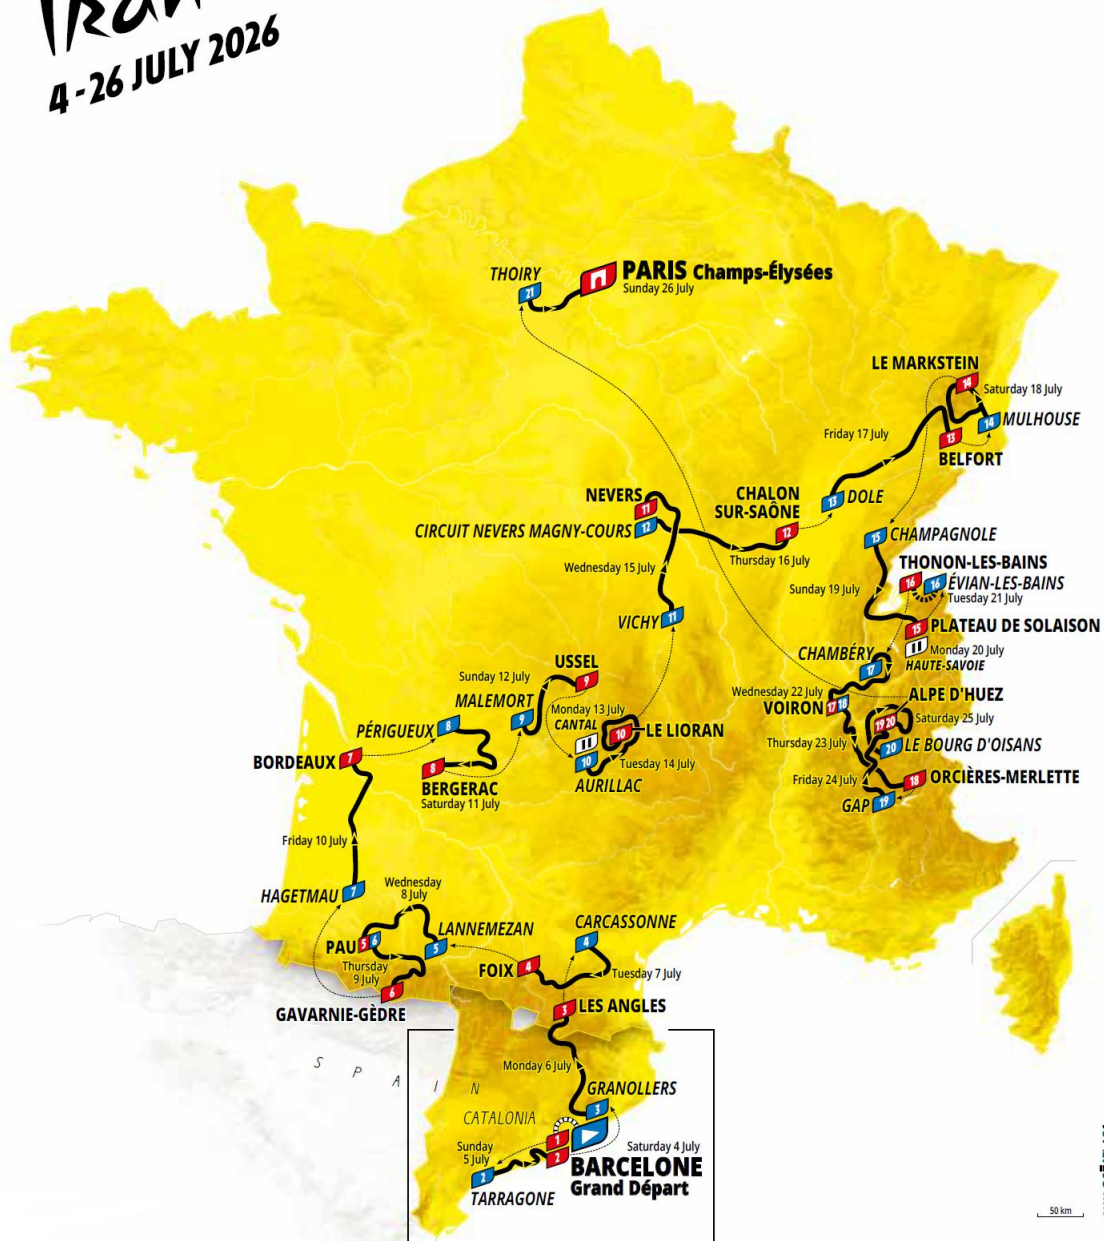 4-26 JULY 2026
THOIRY
21
PARIS Champs-Élysées
Sunday 26 July
LE MARKSTEIN
14
Saturday 18 July
14
MULHOUSE
Friday 17 July
13
BELFORT
NEVERS
11
CHALON
SUR-SAÔNE
13
DOLE
CIRCUIT NEVERS MAGNY-COURS
12
12
15
CHAMPAGNOLE
Thursday 16 July
Wednesday 15 July
THONON-LES-BAINS
16
16
ÉVIAN-LES-BAINS
Tuesday 21 July
Sunday 19 July
VICHY
11
15
PLATEAU DE SOLAISON
Monday 20 July
HAUTE-SAVOIE
CHAMBÉRY
17
USSEL
9
Sunday 12 July
Wednesday 22 July
VOIRON
17 18
ALPE D'HUEZ
19 20
Saturday 25 July
MALEMORT
9
Monday 13 July
CANTAL
PÉRIGUEUX
8
10
LE LIORAN
Thursday 23 July
20
LE BOURG D'OISANS
BORDEAUX
7
8
BERGERAC
Saturday 11 July
10
AURILLAC
Tuesday 14 July
Friday 24 July
18
ORCIÈRES-MERLETTE
GAP
19
Friday 10 July
HAGETMAU
7
Wednesday
8 July
LANNEMEZAN
5
CARCASSONNE
4
PAU
5 6
Thursday
9 July
FOIX
4
Tuesday 7 July
6
GAVARNIE-GÈDRE
3
LES ANGLES
SPAIN
Monday 6 July
GRANOLLERS
3
CATALONIA
1
2
Saturday 4 July
BARCELONE
Grand Départ
Sunday
5 July
2
TARRAGONE
50 km